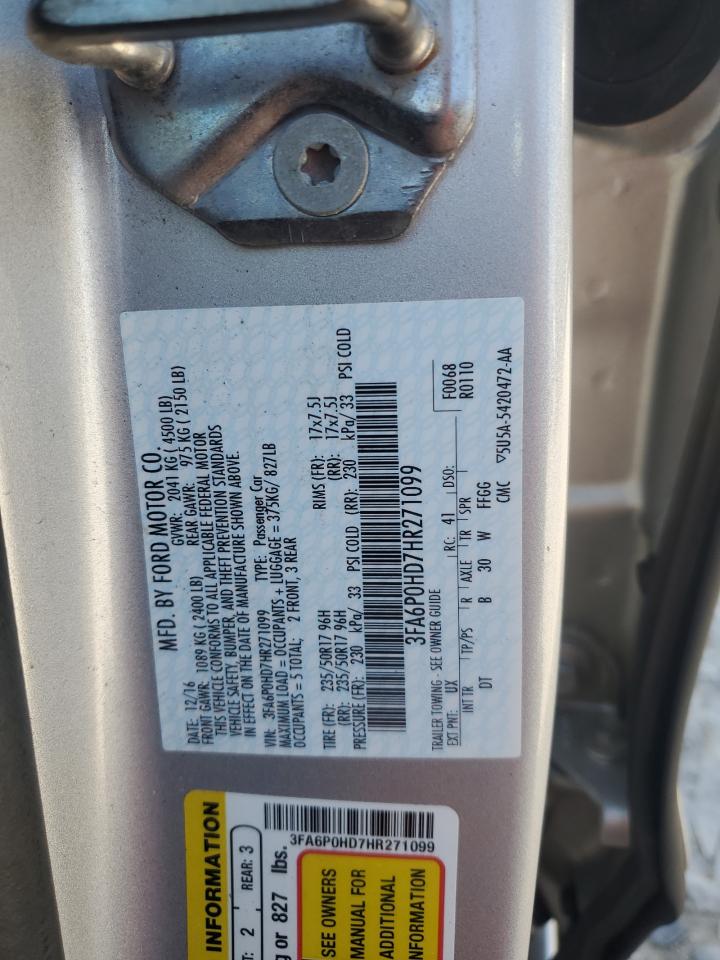 MFD. BY FORD MOTOR CO.
DATE: 12/16 GVWR: 2041 KG ( 4500 LB)
FRONT GAWR: 1089 KG ( 2400 LB) REAR GAWR: 975 KG ( 2150 LB)
THIS VEHICLE CONFORMS TO ALL APPLICABLE FEDERAL MOTOR
VEHICLE SAFETY, BUMPER, AND THEFT PREVENTION STANDARDS
IN EFFECT ON THE DATE OF MANUFACTURE SHOWN ABOVE.
VIN: 3FA6P0HD7HR271099 TYPE: Passenger Car
MAXIMUM LOAD = OCCUPANTS + LUGGAGE = 375KG/ 827LB
OCCUPANTS = 5 TOTAL; 2 FRONT, 3 REAR
TIRE (FR): 235/50R17 96H RIMS (FR): 17x7.5J
(RR): 235/50R17 96H (RR): 17x7.5J
PRESSURE (FR): 230 kPa/ 33 PSI COLD (RR): 230 kPa/ 33 PSI COLD
3FA6P0HD7HR271099
F0068
R0110
TRAILER TOWING - SEE OWNER GUIDE
EXT PNT: UX RC: 41 DSO:
INT TR TP/PS R AXLE TR SPR
DT B 30 W FFGG
CMC ▽5U5A-5420472-AA
INFORMATION
T: 2 REAR: 3
g or 827 lbs.
3FA6P0HD7HR271099
SEE OWNERS
MANUAL FOR
ADDITIONAL
INFORMATION